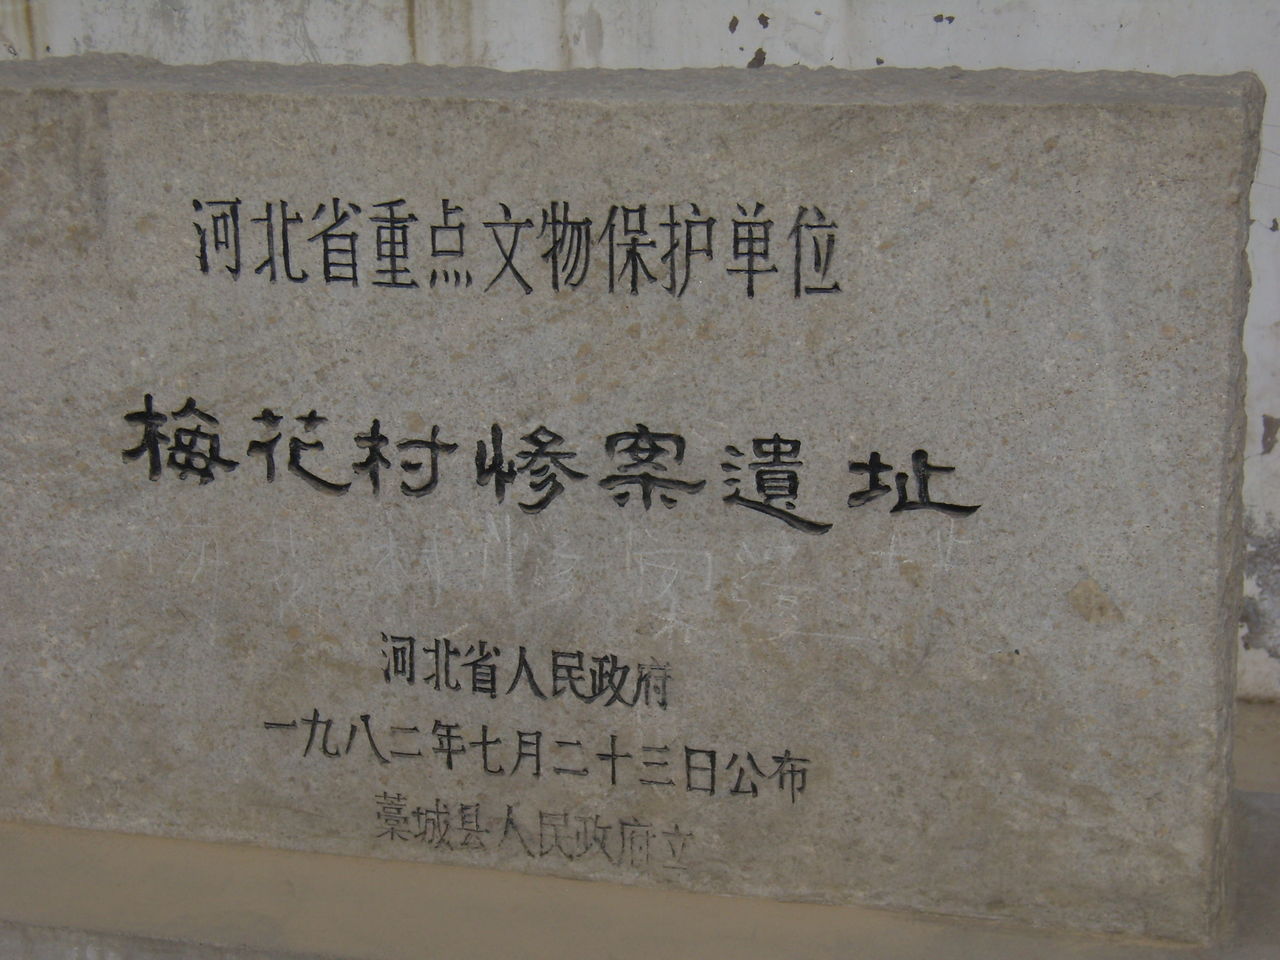 河北省重点文物保护单位
梅花村慘案遺址
河北省人民政府
一九八二年七月二十三日公布
藁城县人民政府立